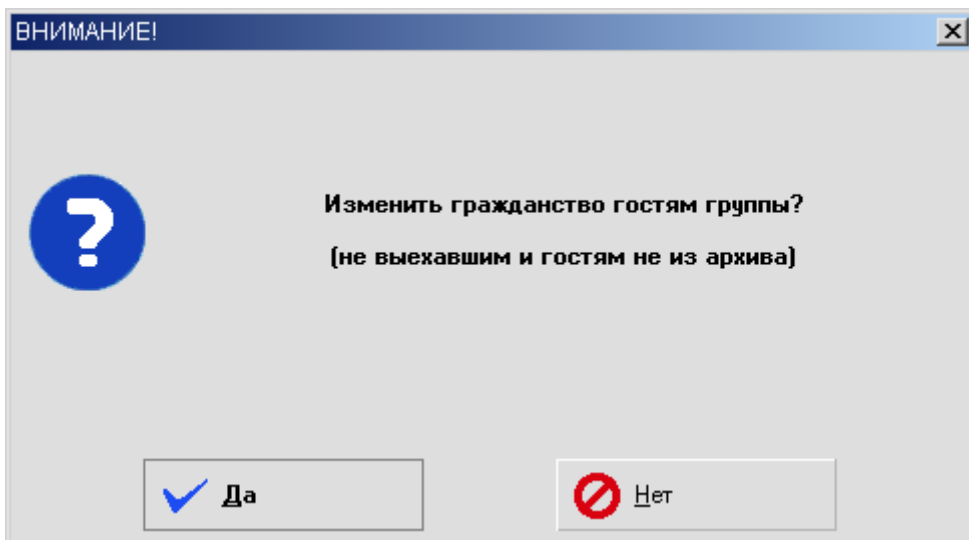 ВНИМАНИЕ!
Изменить гражданство гостям группы?
(не выехавшим и гостям не из архива)
Да
Нет